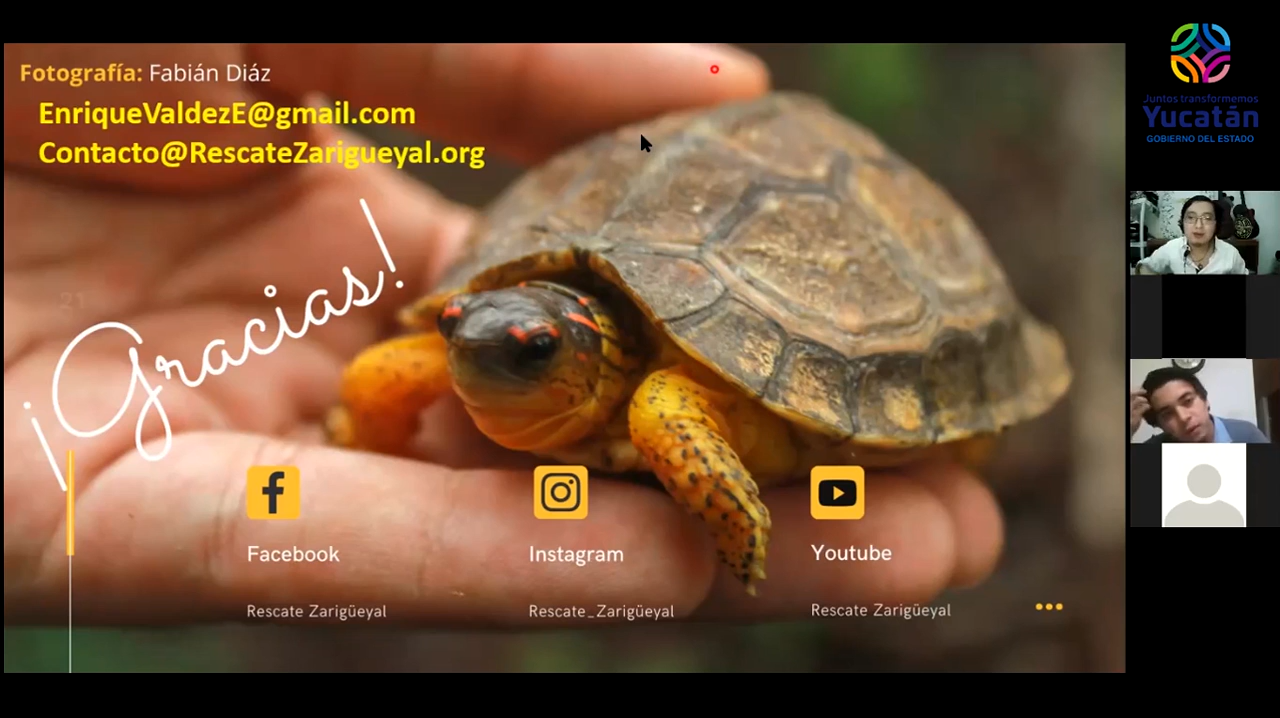 Fotografía: Fabián Diáz
EnriqueValdezE@gmail.com
Contacto@RescateZarigueyal.org
¡Gracias!
21
Facebook
Instagram
Youtube
Rescate Zarigüeyal
Rescate_Zarigüeyal
Rescate Zarigüeyal
Juntos transformemos
Yucatán
GOBIERNO DEL ESTADO